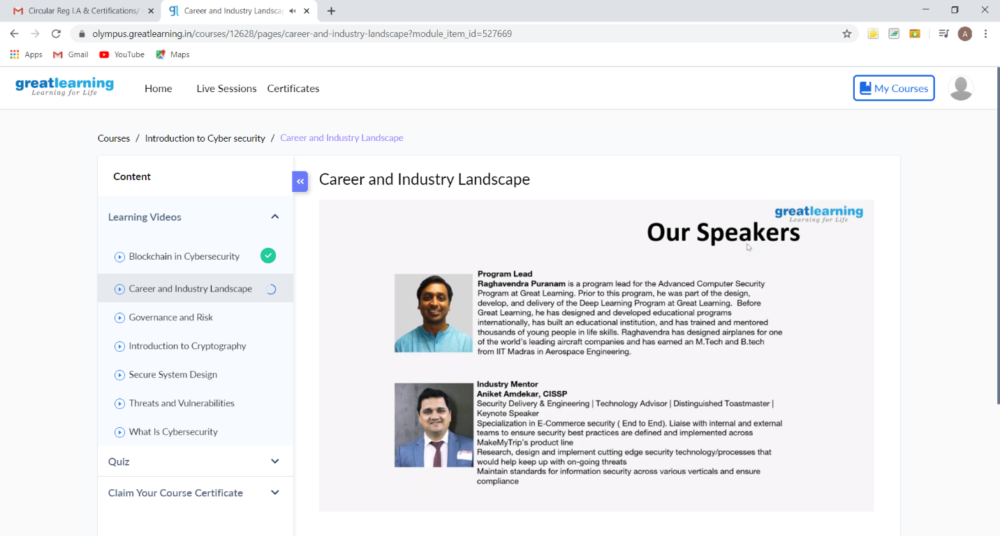 Circular Reg I.A & Certifications/
Career and Industry Landscap
olympus.greatlearning.in/courses/12628/pages/career-and-industry-landscape?module_item_id=527669
A
Apps
Gmail
YouTube
Maps
greatlearning
Learning for Life
Home
Live Sessions
Certificates
My Courses
Courses / Introduction to Cyber security / Career and Industry Landscape
Content
Learning Videos
Blockchain in Cybersecurity
Career and Industry Landscape
Governance and Risk
Introduction to Cryptography
Secure System Design
Threats and Vulnerabilities
What Is Cybersecurity
Quiz
Claim Your Course Certificate
Career and Industry Landscape
greatlearning
Learning for Life
Our Speakers
Program Lead
Raghavendra Puranam is a program lead for the Advanced Computer Security
Program at Great Learning. Prior to this program, he was part of the design,
develop, and delivery of the Deep Learning Program at Great Learning. Before
Great Learning, he has designed and developed educational programs
internationally, has built an educational institution, and has trained and mentored
thousands of young people in life skills. Raghavendra has designed airplanes for one
of the world's leading aircraft companies and has earned an M.Tech and B.tech
from IIT Madras in Aerospace Engineering.
Industry Mentor
Aniket Amdekar, CISSP
Security Delivery & Engineering | Technology Advisor | Distinguished Toastmaster |
Keynote Speaker
Specialization in E-Commerce security ( End to End). Liaise with internal and external
teams to ensure security best practices are defined and implemented across
MakeMyTrip's product line
Research, design and implement cutting edge security technology/processes that
would help keep up with on-going threats
Maintain standards for information security across various verticals and ensure
compliance